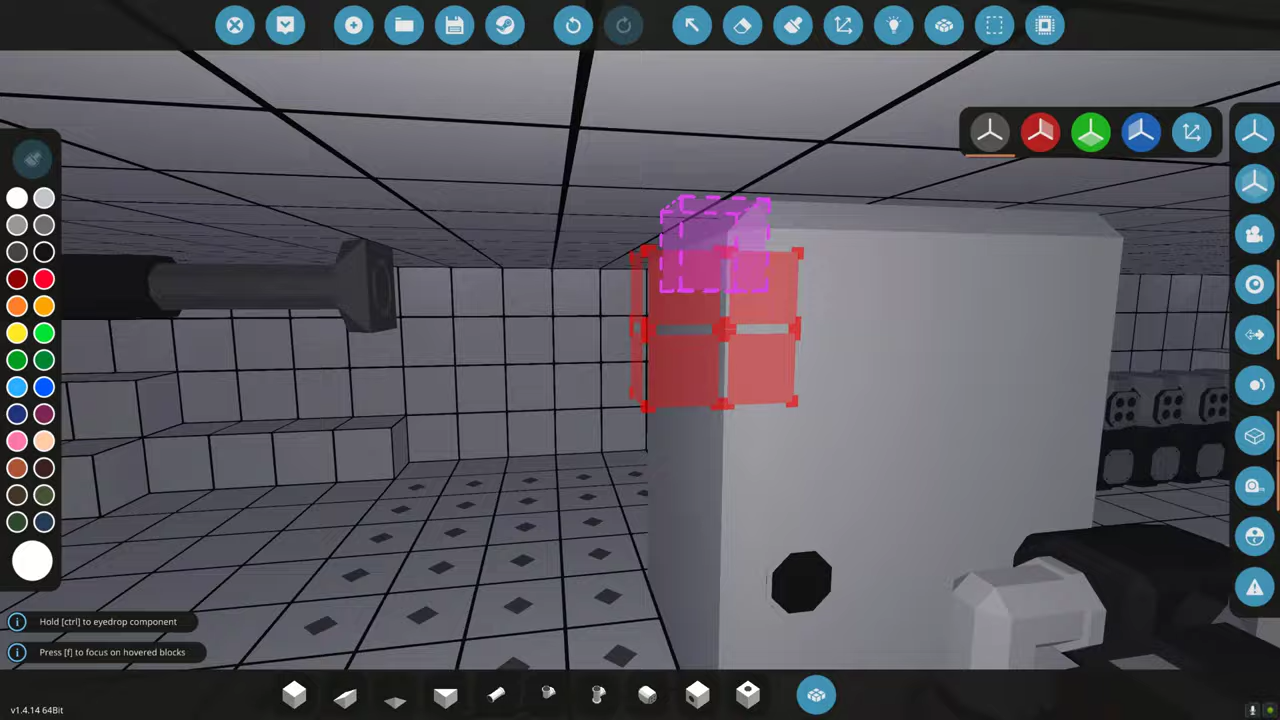 Hold [ctrl] to eyedrop component
Press [f] to focus on hovered blocks
v1.4.14 64Bit